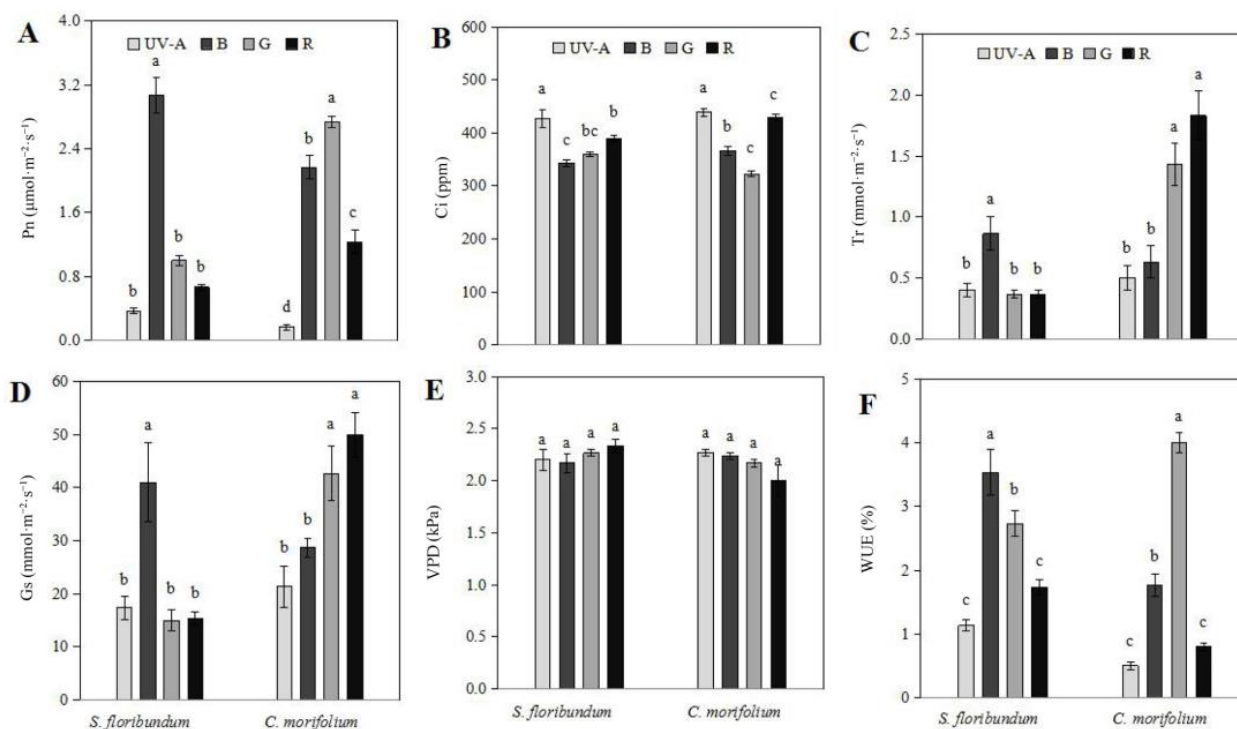 A
4.0
3.2
2.4
1.6
0.8
0.0
Pn (μmol·m⁻²·s⁻¹)
UV-A B G R
b a b b
d b a c
B
600
500
400
300
200
100
0
Ci (ppm)
UV-A B G R
a c bc b
a b c c
C
2.5
2.0
1.5
1.0
0.5
0.0
Tr (mmol·m⁻²·s⁻¹)
UV-A B G R
b a b b
b b a a
D
60
50
40
30
20
10
0
Gs (mmol·m⁻²·s⁻¹)
b a b b
b b a a
S. floribundum C. morifolium
E
3.0
2.5
2.0
1.5
1.0
0.5
0.0
VPD (kPa)
a a a a
a a a a
S. floribundum C. morifolium
F
5
4
3
2
1
0
WUE (%)
c a b c
c b a c
S. floribundum C. morifolium